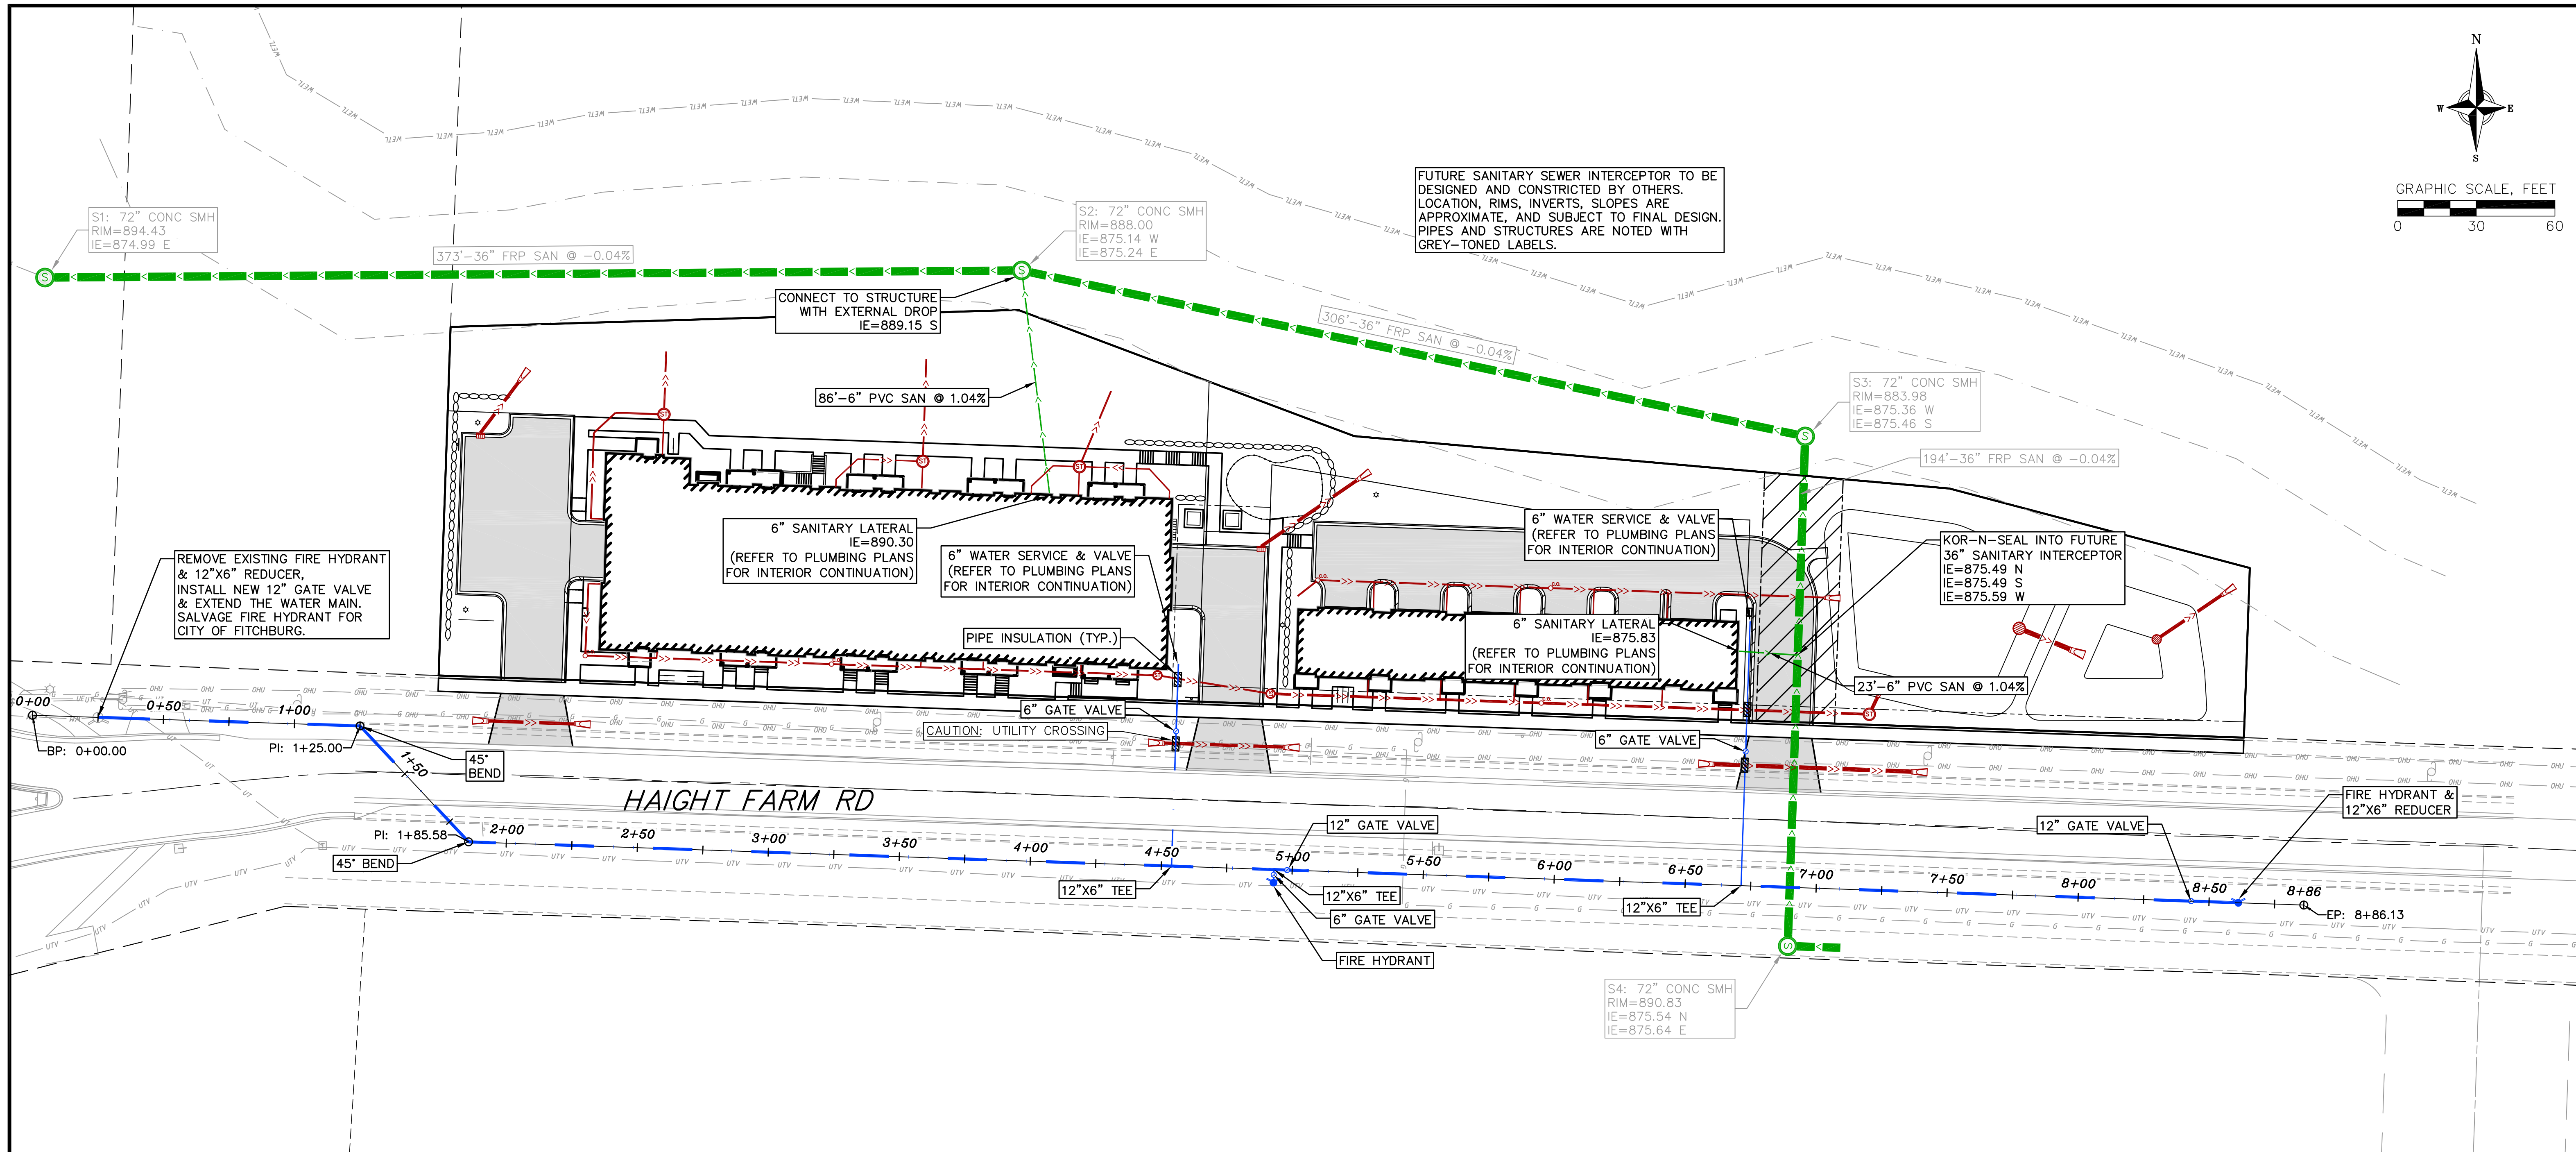 N
W
E
S
GRAPHIC SCALE, FEET
0 30 60
FUTURE SANITARY SEWER INTERCEPTOR TO BE
DESIGNED AND CONSTRICTED BY OTHERS.
LOCATION, RIMS, INVERTS, SLOPES ARE
APPROXIMATE, AND SUBJECT TO FINAL DESIGN.
PIPES AND STRUCTURES ARE NOTED WITH
GREY-TONED LABELS.
S1: 72" CONC SMH
RIM=894.43
IE=874.99 E
373'-36" FRP SAN @ -0.04%
S2: 72" CONC SMH
RIM=888.00
IE=875.14 W
IE=875.24 E
CONNECT TO STRUCTURE
WITH EXTERNAL DROP
IE=889.15 S
306'-36" FRP SAN @ -0.04%
S3: 72" CONC SMH
RIM=883.98
IE=875.36 W
IE=875.46 S
86'-6" PVC SAN @ 1.04%
194'-36" FRP SAN @ -0.04%
6" SANITARY LATERAL
IE=890.30
(REFER TO PLUMBING PLANS
FOR INTERIOR CONTINUATION)
6" WATER SERVICE & VALVE
(REFER TO PLUMBING PLANS
FOR INTERIOR CONTINUATION)
6" WATER SERVICE & VALVE
(REFER TO PLUMBING PLANS
FOR INTERIOR CONTINUATION)
KOR-N-SEAL INTO FUTURE
36" SANITARY INTERCEPTOR
IE=875.49 N
IE=875.49 S
IE=875.59 W
REMOVE EXISTING FIRE HYDRANT
& 12"X6" REDUCER,
INSTALL NEW 12" GATE VALVE
& EXTEND THE WATER MAIN.
SALVAGE FIRE HYDRANT FOR
CITY OF FITCHBURG.
PIPE INSULATION (TYP.)
6" SANITARY LATERAL
IE=875.83
(REFER TO PLUMBING PLANS
FOR INTERIOR CONTINUATION)
23'-6" PVC SAN @ 1.04%
6" GATE VALVE
CAUTION: UTILITY CROSSING
6" GATE VALVE
0+00
0+50
1+00
BP: 0+00.00
PI: 1+25.00
1+50
45° BEND
HAIGHT FARM RD
PI: 1+85.58
45° BEND
2+00
2+50
3+00
3+50
4+00
4+50
5+00
5+50
6+00
6+50
7+00
7+50
8+00
8+50
8+86
12" GATE VALVE
12"X6" TEE
12"X6" TEE
6" GATE VALVE
FIRE HYDRANT
12"X6" TEE
12" GATE VALVE
FIRE HYDRANT &
12"X6" REDUCER
EP: 8+86.13
S4: 72" CONC SMH
RIM=890.83
IE=875.54 N
IE=875.64 E